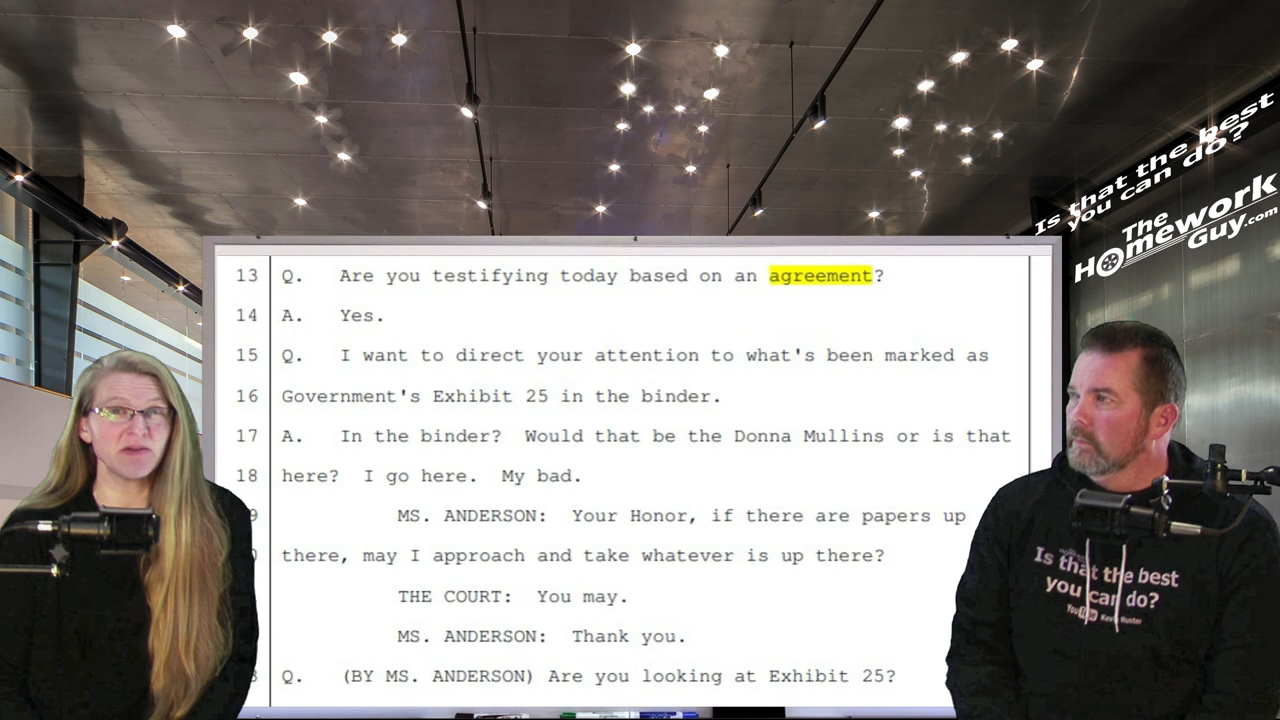 Is that the best
you can do?
The
Homework
Guy.com
13 Q. Are you testifying today based on an agreement?
14 A. Yes.
15 Q. I want to direct your attention to what's been marked as
16 Government's Exhibit 25 in the binder.
17 A. In the binder? Would that be the Donna Mullins or is that
18 here? I go here. My bad.
9 MS. ANDERSON: Your Honor, if there are papers up
there, may I approach and take whatever is up there?
THE COURT: You may.
MS. ANDERSON: Thank you.
Q. (BY MS. ANDERSON) Are you looking at Exhibit 25?
Is that the best
you can do?
YouTube Hunter